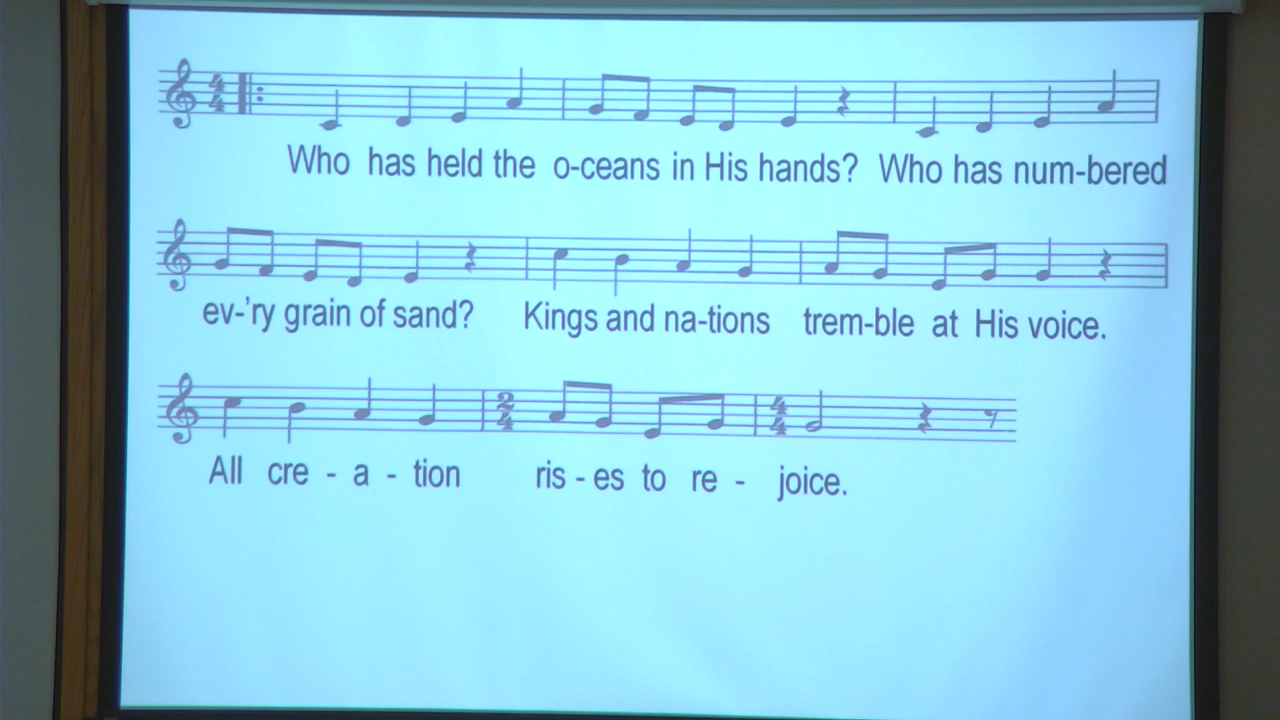 Who has held the o-ceans in His hands? Who has num-bered
ev-'ry grain of sand? Kings and na-tions trem-ble at His voice.
All cre - a - tion ris - es to re - joice.